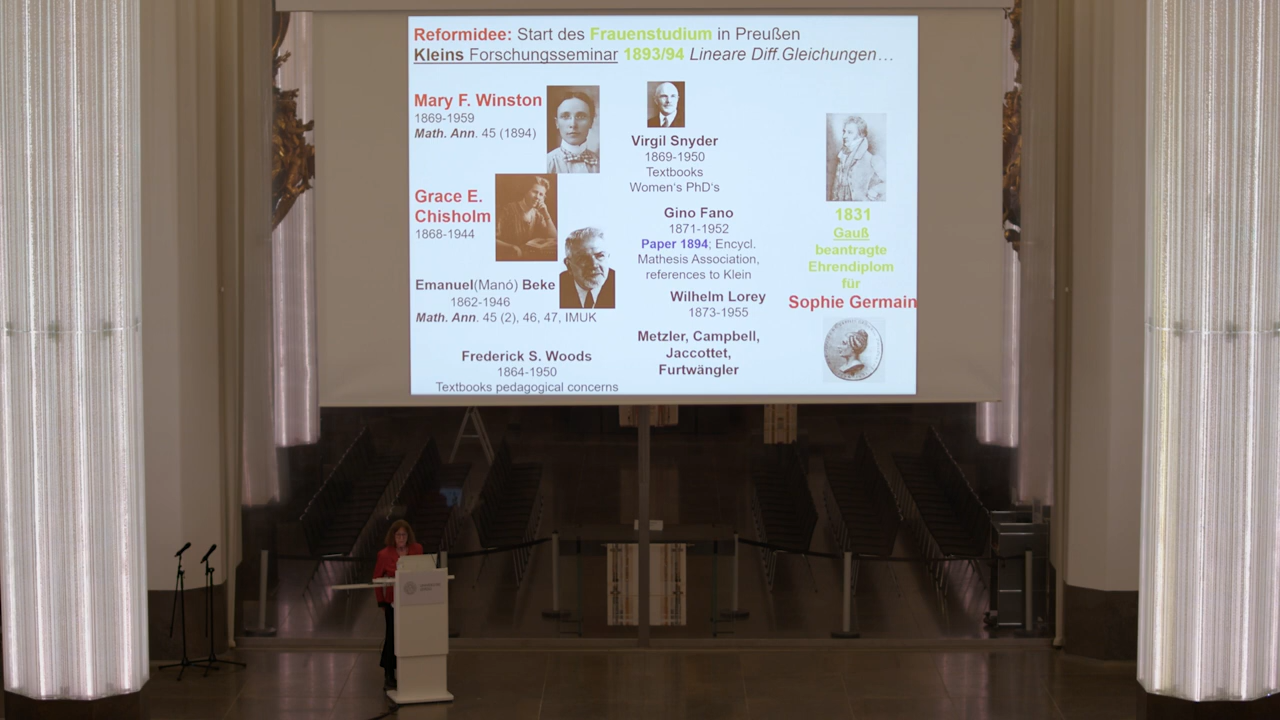 Reformidee: Start des Frauenstudium in Preußen
Kleins Forschungsseminar 1893/94 Lineare Diff.Gleichungen…
Mary F. Winston
1869-1959
Math. Ann. 45 (1894)
Grace E.
Chisholm
1868-1944
Emanuel(Manó) Beke
1862-1946
Math. Ann. 45 (2), 46, 47, IMUK
Frederick S. Woods
1864-1950
Textbooks pedagogical concerns
Virgil Snyder
1869-1950
Textbooks
Women‘s PhD‘s
Gino Fano
1871-1952
Paper 1894; Encycl.
Mathesis Association,
references to Klein
Wilhelm Lorey
1873-1955
Metzler, Campbell,
Jaccottet,
Furtwängler
1831
Gauß
beantragte
Ehrendiplom
für
Sophie Germain